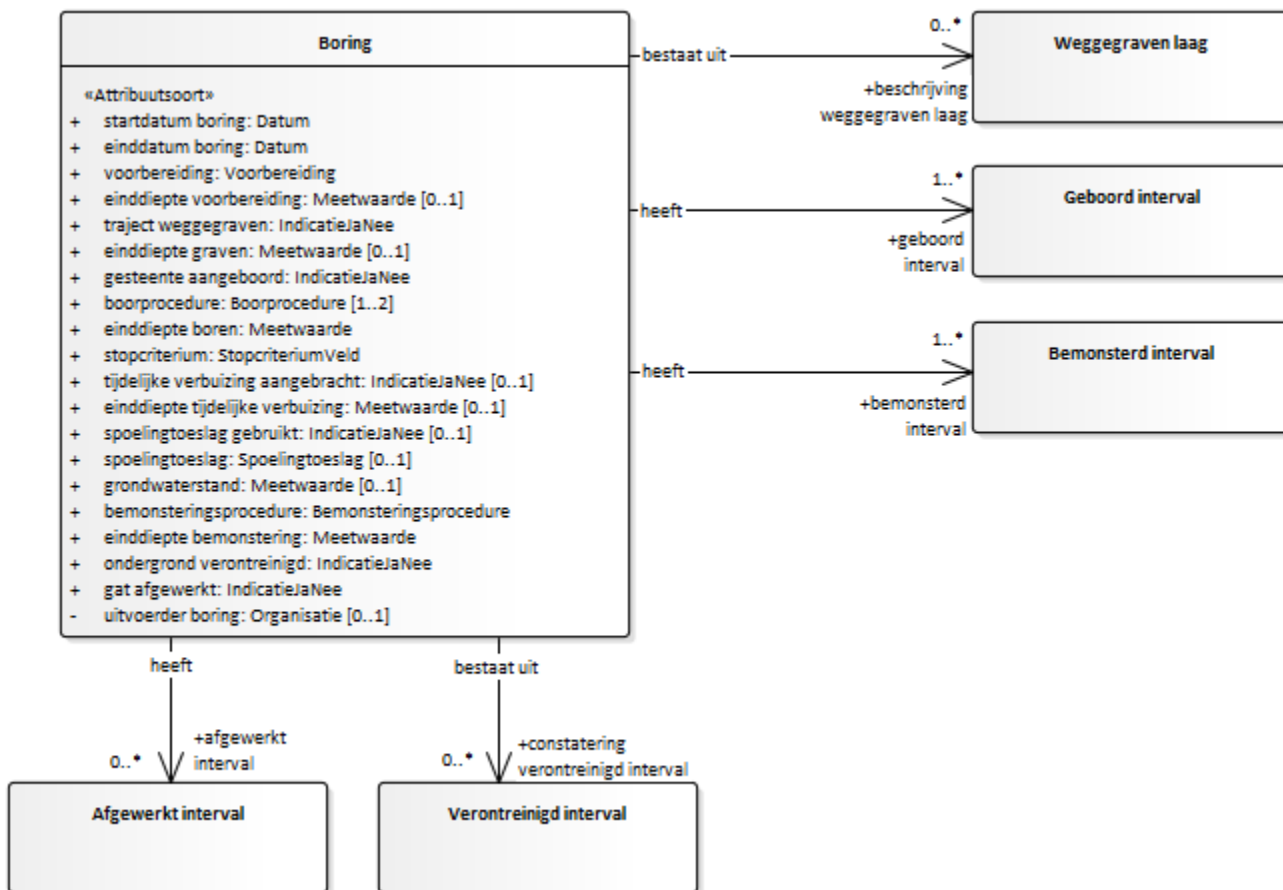 Boring
«Attribuutsoort»
+ startdatum boring: Datum
+ einddatum boring: Datum
+ voorbereiding: Voorbereiding
+ einddiepte voorbereiding: Meetwaarde [0..1]
+ traject weggegraven: IndicatieJaNee
+ einddiepte graven: Meetwaarde [0..1]
+ gesteente aangeboord: IndicatieJaNee
+ boorprocedure: Boorprocedure [1..2]
+ einddiepte boren: Meetwaarde
+ stopcriterium: StopcriteriumVeld
+ tijdelijke verbuizing aangebracht: IndicatieJaNee [0..1]
+ einddiepte tijdelijke verbuizing: Meetwaarde [0..1]
+ spoelingtoeslag gebruikt: IndicatieJaNee [0..1]
+ spoelingtoeslag: Spoelingtoeslag [0..1]
+ grondwaterstand: Meetwaarde [0..1]
+ bemonsteringsprocedure: Bemonsteringsprocedure
+ einddiepte bemonstering: Meetwaarde
+ ondergrond verontreinigd: IndicatieJaNee
+ gat afgewerkt: IndicatieJaNee
- uitvoerder boring: Organisatie [0..1]
bestaat uit
0..*
+beschrijving
weggegraven laag
Weggegraven laag
heeft
1..*
+geboord
interval
Geboord interval
heeft
1..*
+bemonsterd
interval
Bemonsterd interval
heeft
0..*
+afgewerkt
interval
Afgewerkt interval
bestaat uit
0..*
+constatering
verontreinigd interval
Verontreinigd interval